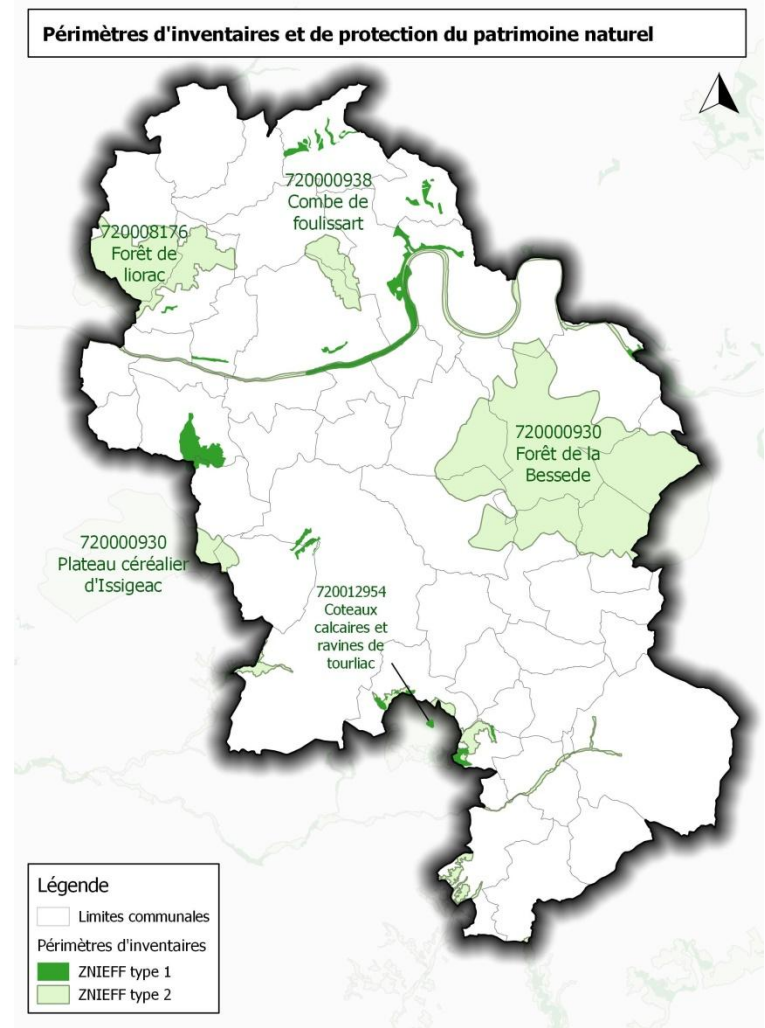 Périmètres d'inventaires et de protection du patrimoine naturel
720000938
Combe de
foulissart
720008176
Forêt de
liorac
720000930
Forêt de la
Bessede
720000930
Plateau céréalier
d'Issigeac
720012954
Coteaux
calcaires et
ravines de
tourliac
Légende
Limites communales
Périmètres d'inventaires
ZNIEFF type 1
ZNIEFF type 2